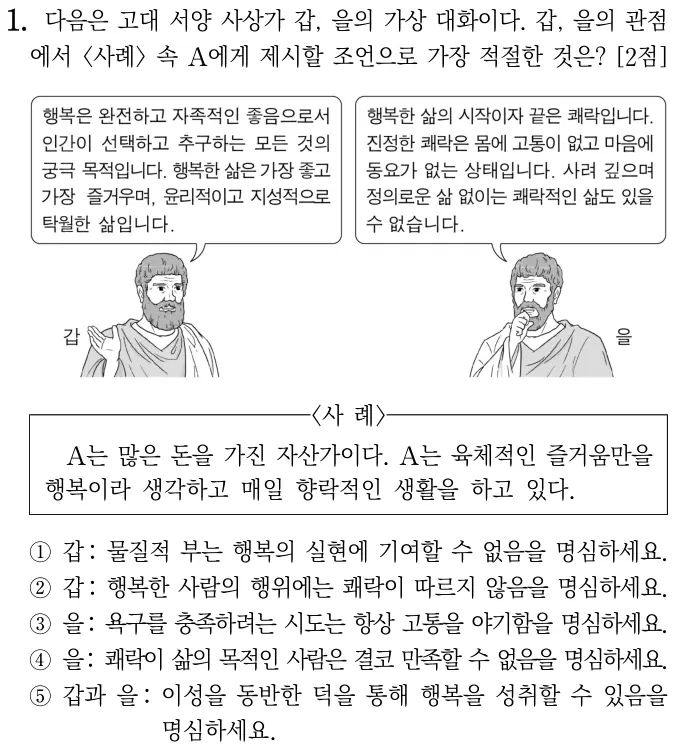 1. 다음은 고대 서양 사상가 갑, 을의 가상 대화이다. 갑, 을의 관점
에서 〈사례〉 속 A에게 제시할 조언으로 가장 적절한 것은? [2점]
행복은 완전하고 자족적인 좋음으로서
인간이 선택하고 추구하는 모든 것의
궁극 목적입니다. 행복한 삶은 가장 좋고
가장 즐거우며, 윤리적이고 지성적으로
탁월한 삶입니다.
갑
행복한 삶의 시작이자 끝은 쾌락입니다.
진정한 쾌락은 몸에 고통이 없고 마음에
동요가 없는 상태입니다. 사려 깊으며
정의로운 삶 없이는 쾌락적인 삶도 있을
수 없습니다.
을
〈사 례〉
A는 많은 돈을 가진 자산가이다. A는 육체적인 즐거움만을
행복이라 생각하고 매일 향락적인 생활을 하고 있다.
① 갑: 물질적 부는 행복의 실현에 기여할 수 없음을 명심하세요.
② 갑: 행복한 사람의 행위에는 쾌락이 따르지 않음을 명심하세요.
③ 을: 욕구를 충족하려는 시도는 항상 고통을 야기함을 명심하세요.
④ 을: 쾌락이 삶의 목적인 사람은 결코 만족할 수 없음을 명심하세요.
⑤ 갑과 을: 이성을 동반한 덕을 통해 행복을 성취할 수 있음을
명심하세요.